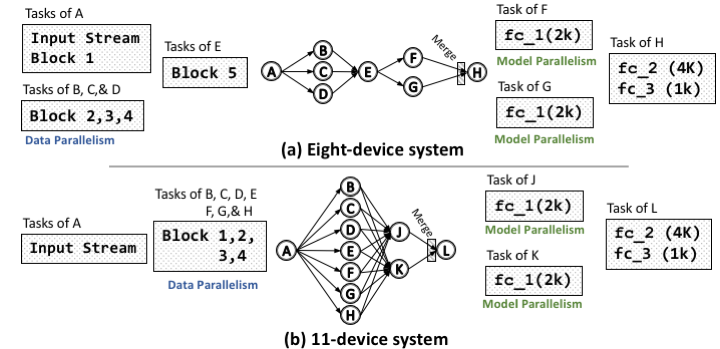 Tasks of A
Input Stream
Block 1
Tasks of B, C,& D
Block 2,3,4
Data Parallelism
Tasks of E
Block 5
A
B
C
D
E
F
G
Merge
H
Task of F
fc_1(2k)
Model Parallelism
Task of G
fc_1(2k)
Model Parallelism
Task of H
fc_2 (4K)
fc_3 (1k)
(a) Eight-device system
Tasks of A
Input Stream
Tasks of B, C, D, E
F, G,& H
Block 1,2,
3,4
Data Parallelism
A
B
C
D
E
F
G
H
J
K
Merge
L
Task of J
fc_1(2k)
Model Parallelism
Task of K
fc_1(2k)
Model Parallelism
Task of L
fc_2 (4K)
fc_3 (1k)
(b) 11-device system